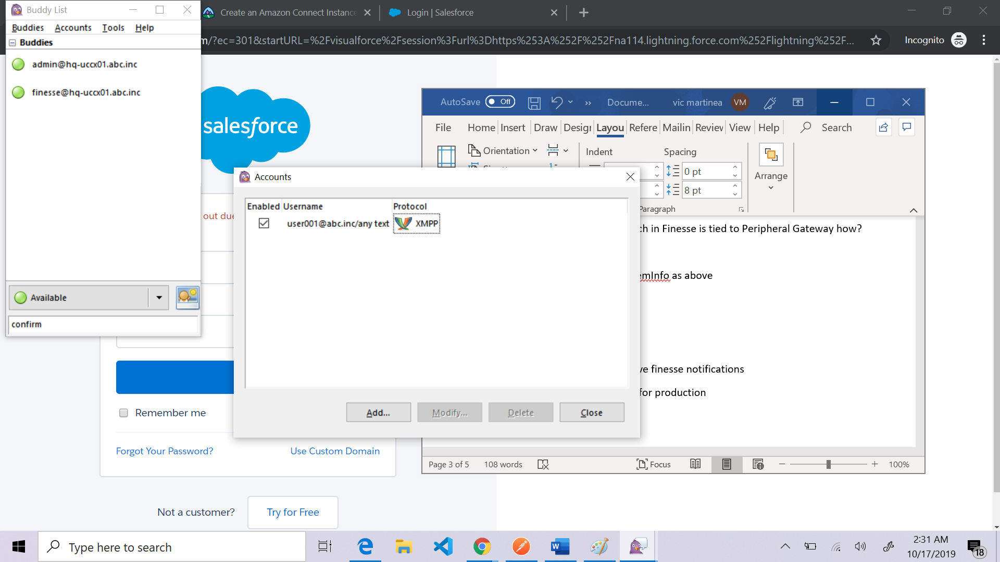 Buddy List
Buddies Accounts Tools Help
Buddies
admin@hq-uccx01.abc.inc
finesse@hq-uccx01.abc.inc
Available
confirm
Create an Amazon Connect Instance
Login | Salesforce
m/?ec=301&startURL=%2Fvisualforce%2Fsession%3Furl%3Dhttps%253A%252F%252Fna114.lightning.force.com%252Flightning%252F...
Incognito
salesforce
out due
Remember me
Forgot Your Password?
Use Custom Domain
Not a customer?
Try for Free
Accounts
Enabled Username Protocol
user001@abc.inc/any text XMPP
Add...
Modify...
Delete
Close
AutoSave Off
Docume...
vic martinea VM
File Home Insert Draw Design Layou Refere Mailin Review View Help Search
Orientation
Indent
Spacing
0 pt
8 pt
Arrange
Paragraph
ch in Finesse is tied to Peripheral Gateway how?
emInfo as above
ve finesse notifications
for production
Page 3 of 5 108 words Focus 100%
Type here to search
2:31 AM
10/17/2019
18